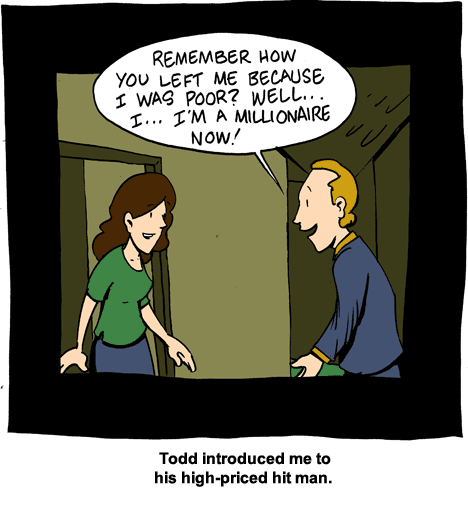 REMEMBER HOW
YOU LEFT ME BECAUSE
I WAS POOR? WELL...
I... I'M A MILLIONAIRE
NOW!
Todd introduced me to
his high-priced hit man.